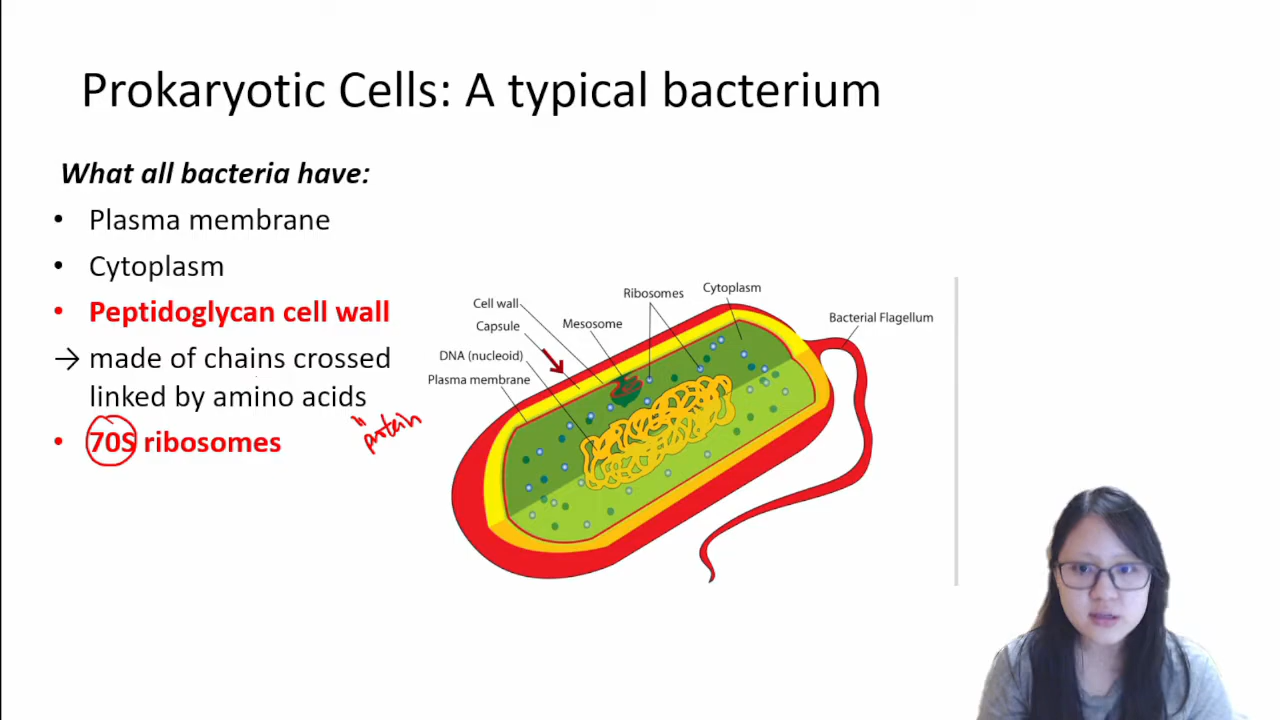 Prokaryotic Cells: A typical bacterium
What all bacteria have:
• Plasma membrane
• Cytoplasm
• Peptidoglycan cell wall
→ made of chains crossed
linked by amino acids
protein
• 70S ribosomes
Cell wall
Capsule
DNA (nucleoid)
Plasma membrane
Mesosome
Ribosomes
Cytoplasm
Bacterial Flagellum